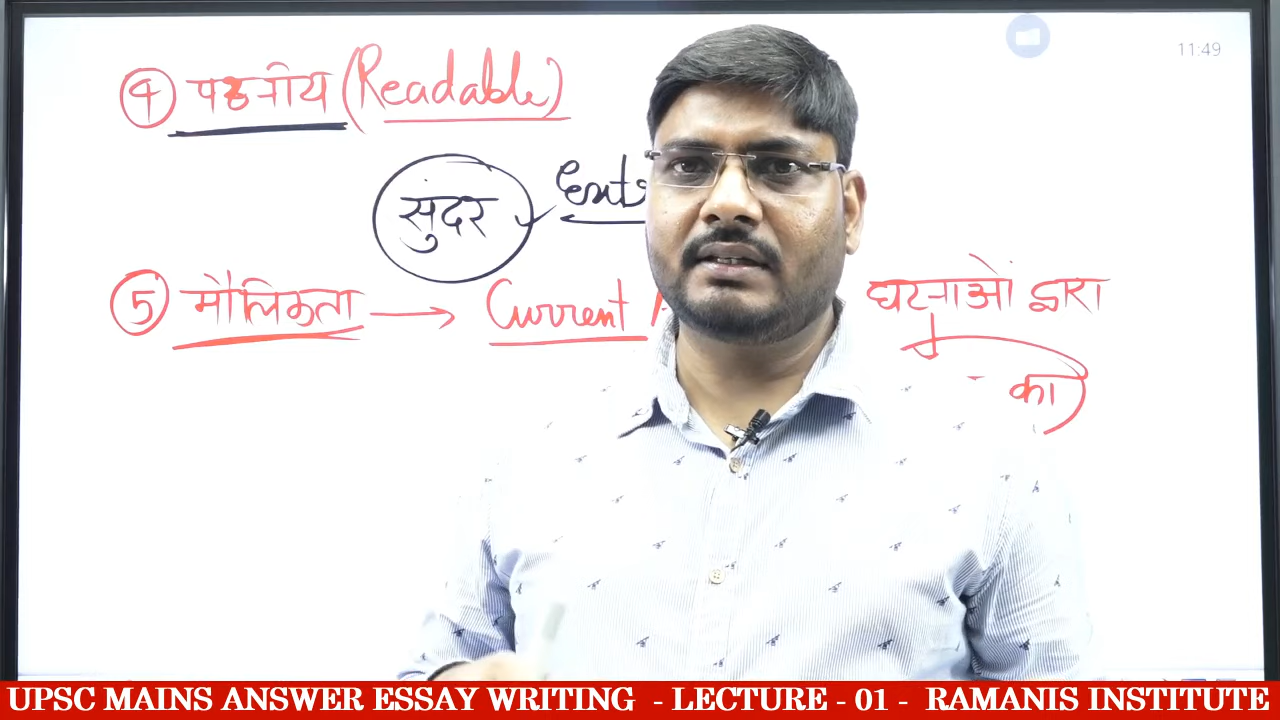 11:49
④ पठनीय (Readable)
सुंदर
⑤ मौलिकता → Current घटनाओं द्वारा
का
UPSC MAINS ANSWER ESSAY WRITING - LECTURE - 01 - RAMANIS INSTITUTE